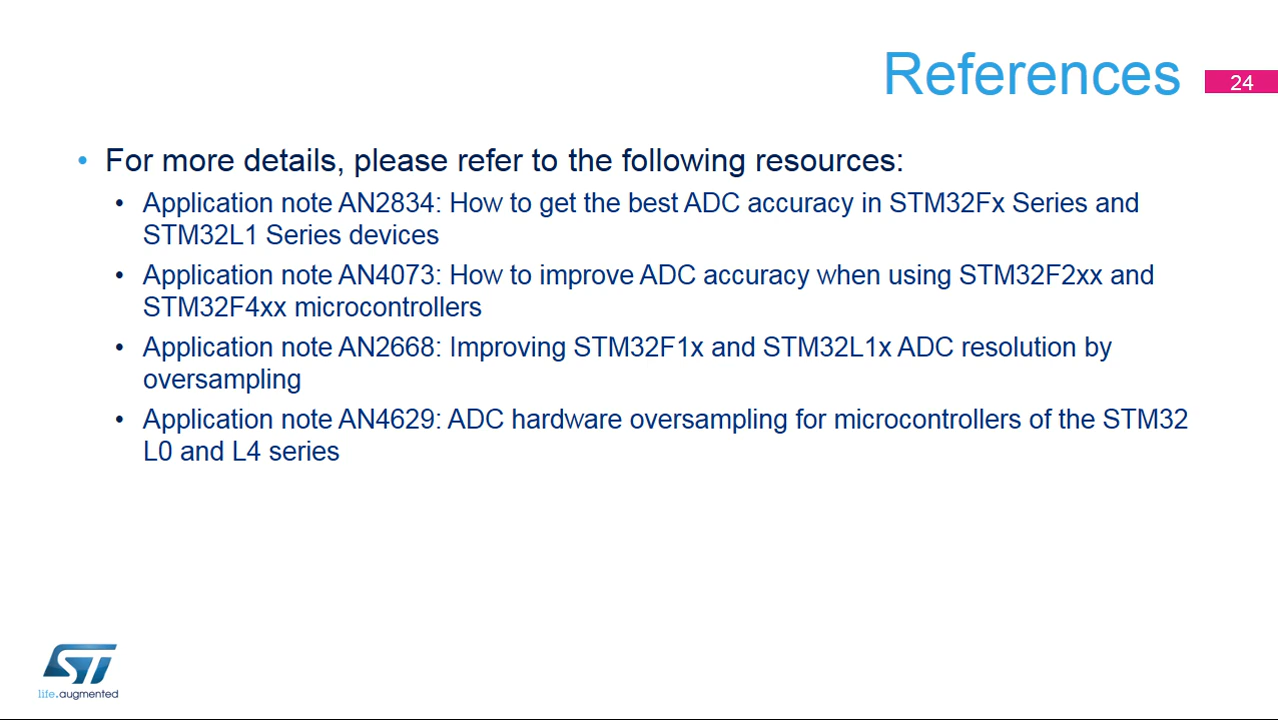 References
24
• For more details, please refer to the following resources:
• Application note AN2834: How to get the best ADC accuracy in STM32Fx Series and
STM32L1 Series devices
• Application note AN4073: How to improve ADC accuracy when using STM32F2xx and
STM32F4xx microcontrollers
• Application note AN2668: Improving STM32F1x and STM32L1x ADC resolution by
oversampling
• Application note AN4629: ADC hardware oversampling for microcontrollers of the STM32
L0 and L4 series
ST
life.augmented